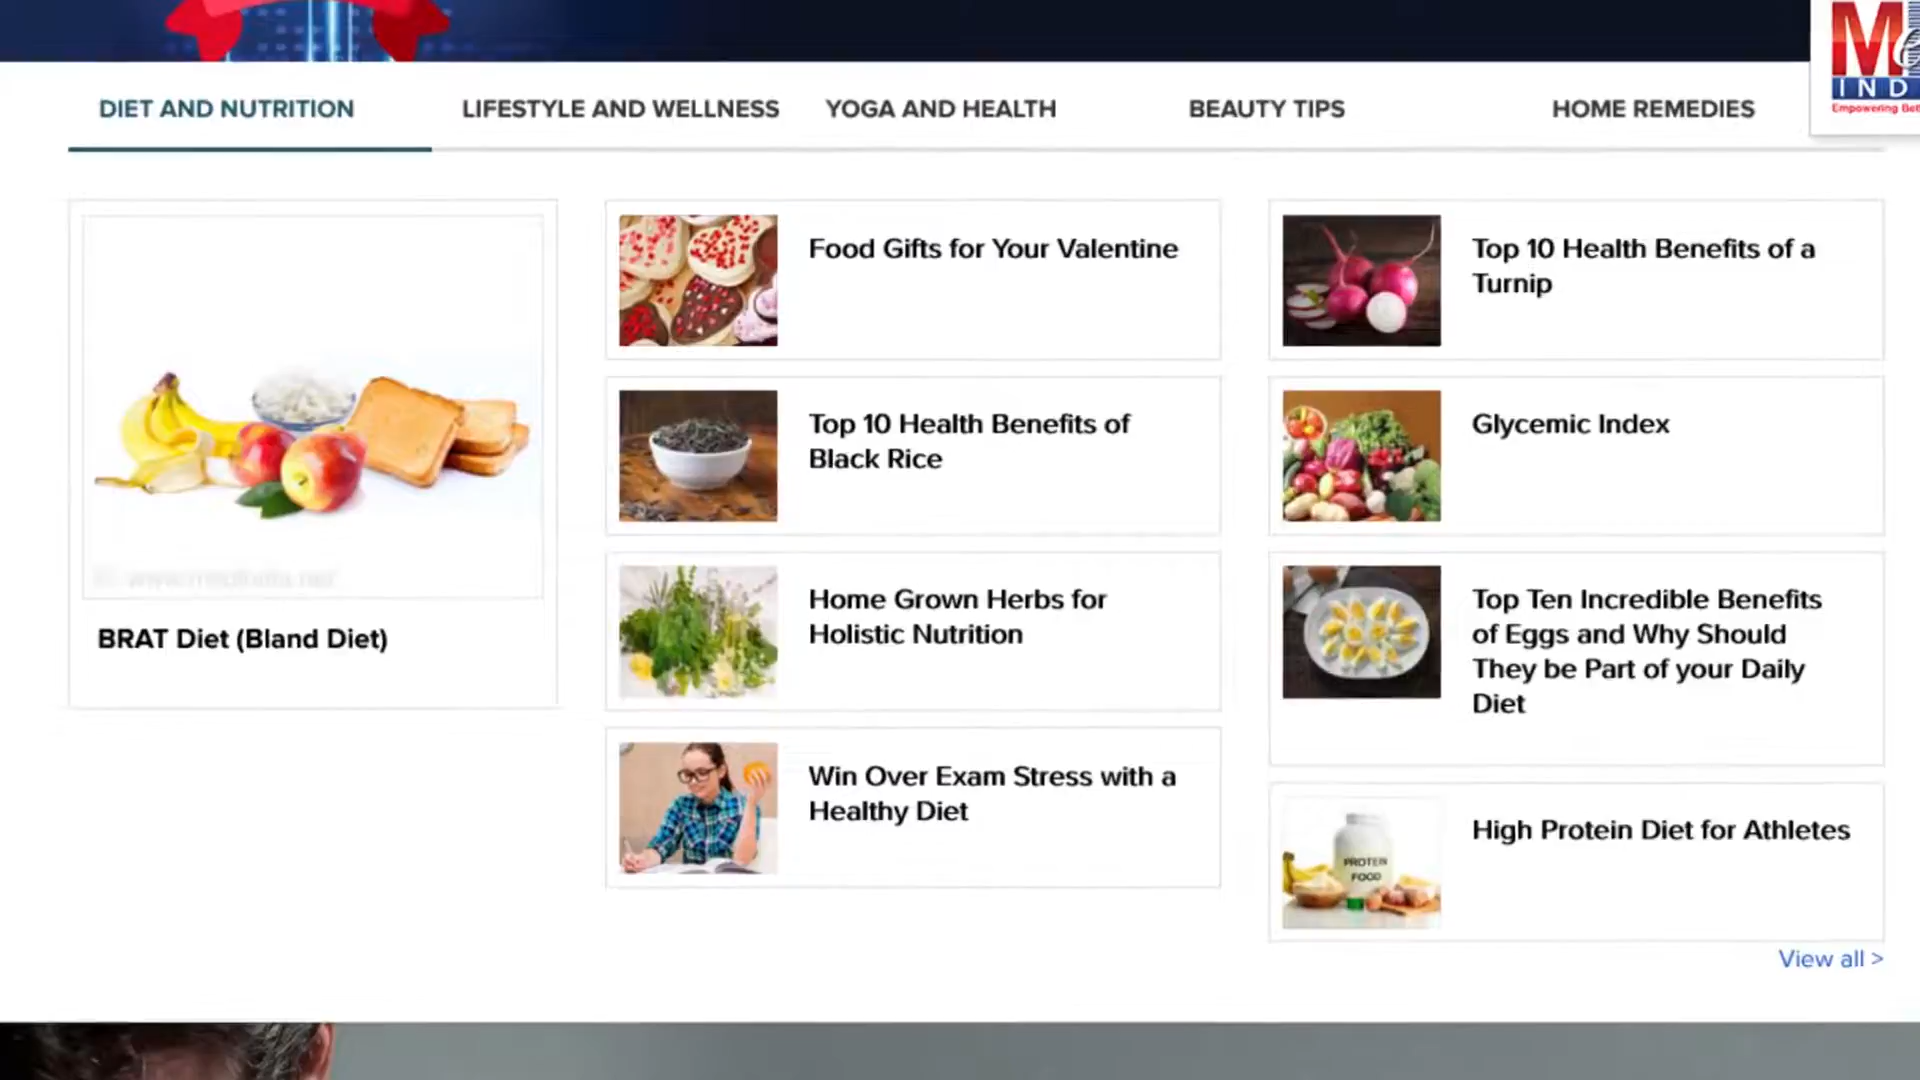 DIET AND NUTRITION
LIFESTYLE AND WELLNESS
YOGA AND HEALTH
BEAUTY TIPS
HOME REMEDIES
IND
BRAT Diet (Bland Diet)
Food Gifts for Your Valentine
Top 10 Health Benefits of
Black Rice
Home Grown Herbs for
Holistic Nutrition
Win Over Exam Stress with a
Healthy Diet
Top 10 Health Benefits of a
Turnip
Glycemic Index
Top Ten Incredible Benefits
of Eggs and Why Should
They be Part of your Daily
Diet
PROTEIN
FOOD
High Protein Diet for Athletes
View all >